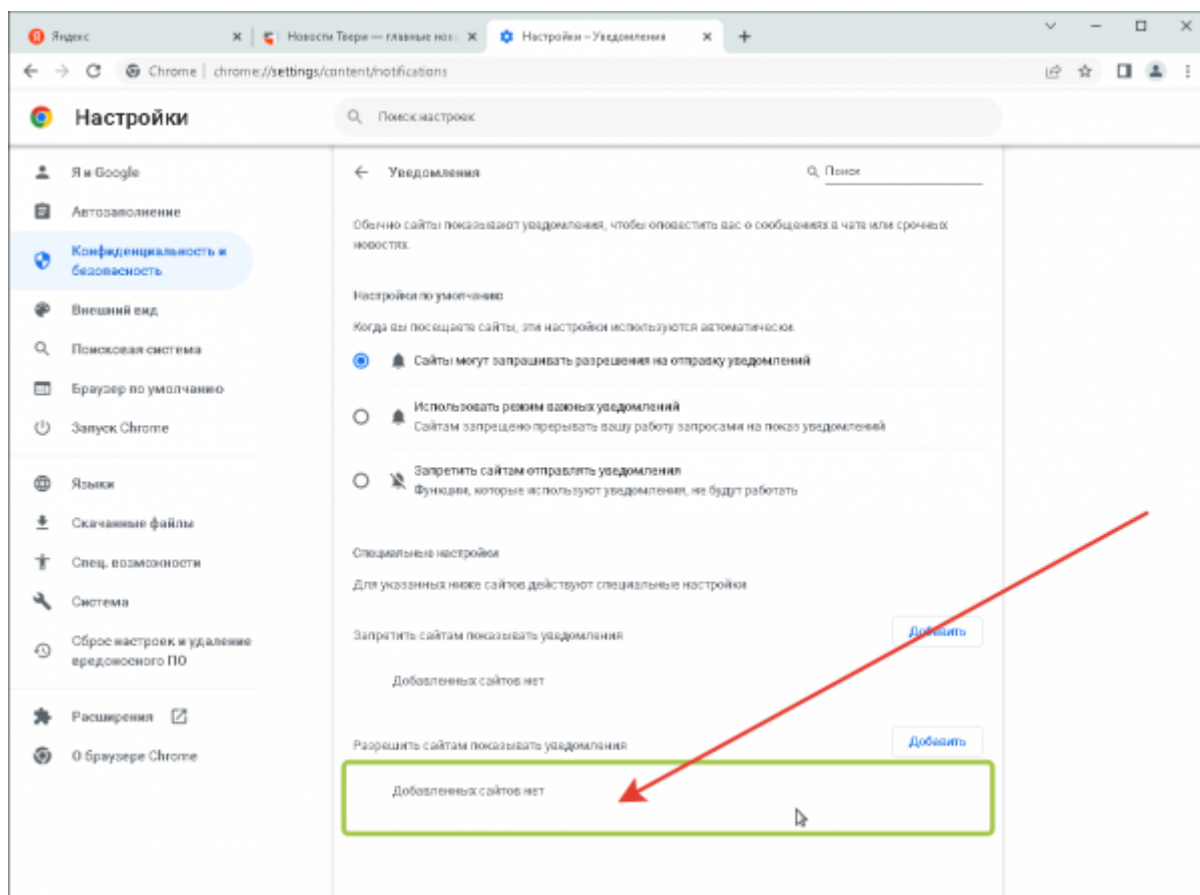 Яндекс
Новости Твери — главные нов
Настройки – Уведомления
Chrome | chrome://settings/content/notifications
Настройки
Поиск настроек
Я и Google
Автозаполнение
Конфиденциальность и
безопасность
Внешний вид
Поисковая система
Браузер по умолчанию
Запуск Chrome
Языки
Скачанные файлы
Спец. возможности
Система
Сброс настроек и удаление
вредоносного ПО
Расширения
О браузере Chrome
Уведомления
Поиск
Обычно сайты показывают уведомления, чтобы оповестить вас о сообщениях в чате или срочных
новостях.
Настройки по умолчанию
Когда вы посещаете сайты, эти настройки используются автоматически.
Сайты могут запрашивать разрешения на отправку уведомлений
Использовать режим важных уведомлений
Сайтам запрещено прерывать вашу работу запросами на показ уведомлений
Запретить сайтам отправлять уведомления
Функции, которые используют уведомления, не будут работать
Специальные настройки
Для указанных ниже сайтов действуют специальные настройки
Запретить сайтам показывать уведомления
Добавить
Добавленных сайтов нет
Разрешить сайтам показывать уведомления
Добавить
Добавленных сайтов нет